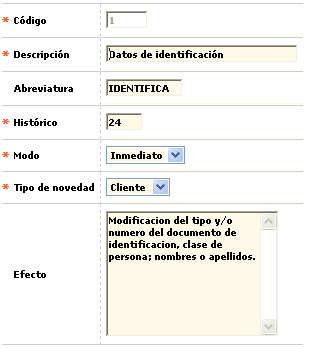 * Código 1
* Descripción Datos de identificación
Abreviatura IDENTIFICA
* Histórico 24
* Modo Inmediato
* Tipo de novedad Cliente
Efecto
Modificacion del tipo y/o
numero del documento de
identificacion, clase de
persona; nombres o apellidos.